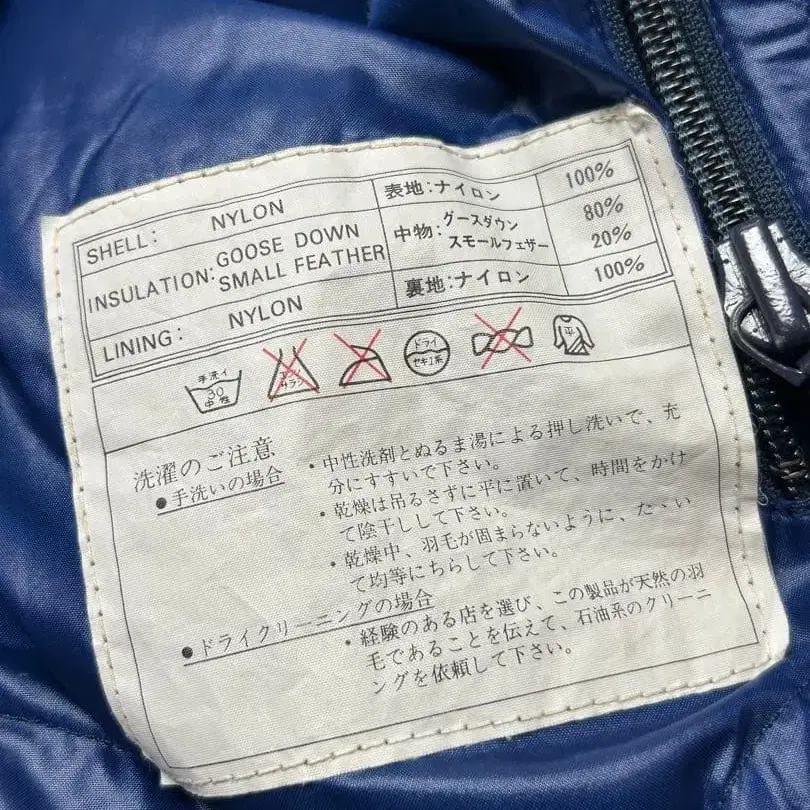 SHELL: NYLON 表地:ナイロン 100%
INSULATION: GOOSE DOWN 中物: グースダウン 80%
SMALL FEATHER スモールフェザー 20%
LINING: NYLON 裏地:ナイロン 100%
手洗イ
30
中性
エンソ
サラシ
ドライ
セキユ系
平
洗濯のご注意
●手洗いの場合
・中性洗剤とぬるま湯による押し洗いで、充
分にすすいで下さい。
・乾燥は吊るさずに平に置いて、時間をかけ
て陰干しして下さい。
・乾燥中、羽毛が固まらないように、たゝい
て均等にちらして下さい。
●ドライクリーニングの場合
・経験のある店を選び、この製品が天然の羽
毛であることを伝えて、石油系のクリーニ
ングを依頼して下さい。